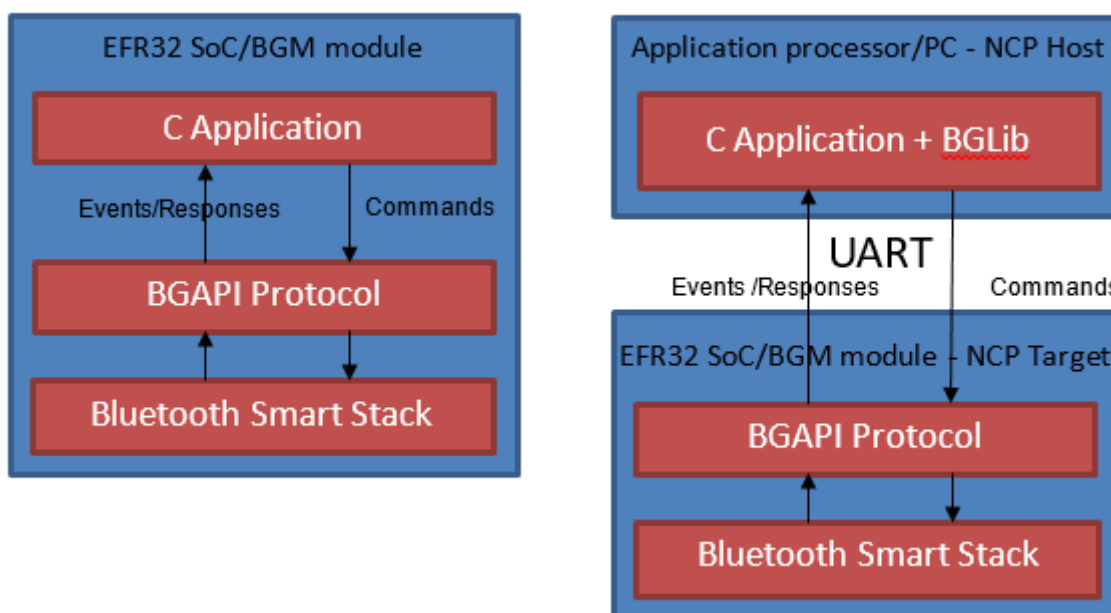 EFR32 SoC/BGM module
C Application
Events/Responses
Commands
BGAPI Protocol
Bluetooth Smart Stack
Application processor/PC - NCP Host
C Application + BGLib
UART
Events /Responses
Commands
EFR32 SoC/BGM module - NCP Target
BGAPI Protocol
Bluetooth Smart Stack